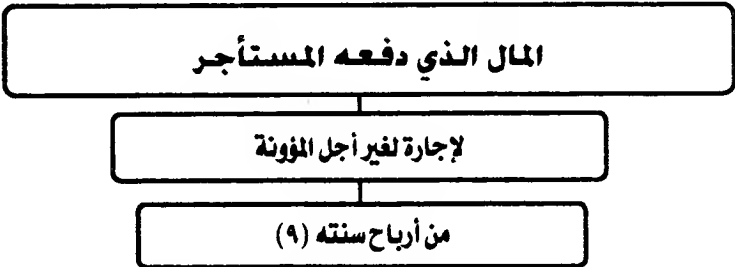 المال الذي دفعه المستأجر
لإجارة لغير أجل المؤونة
من أرباح سنته (٩)